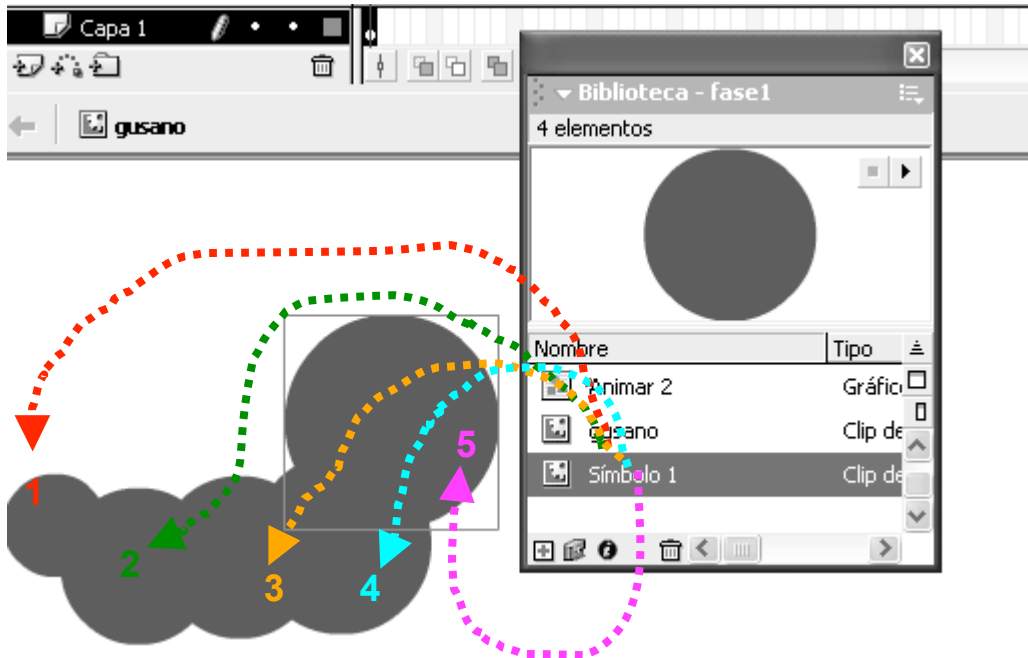 Capa 1
gusano
Biblioteca - fase1
4 elementos
Nombre Tipo
Animar 2 Gráfic
gusano Clip de
Símbolo 1 Clip de
1
2
3
4
5